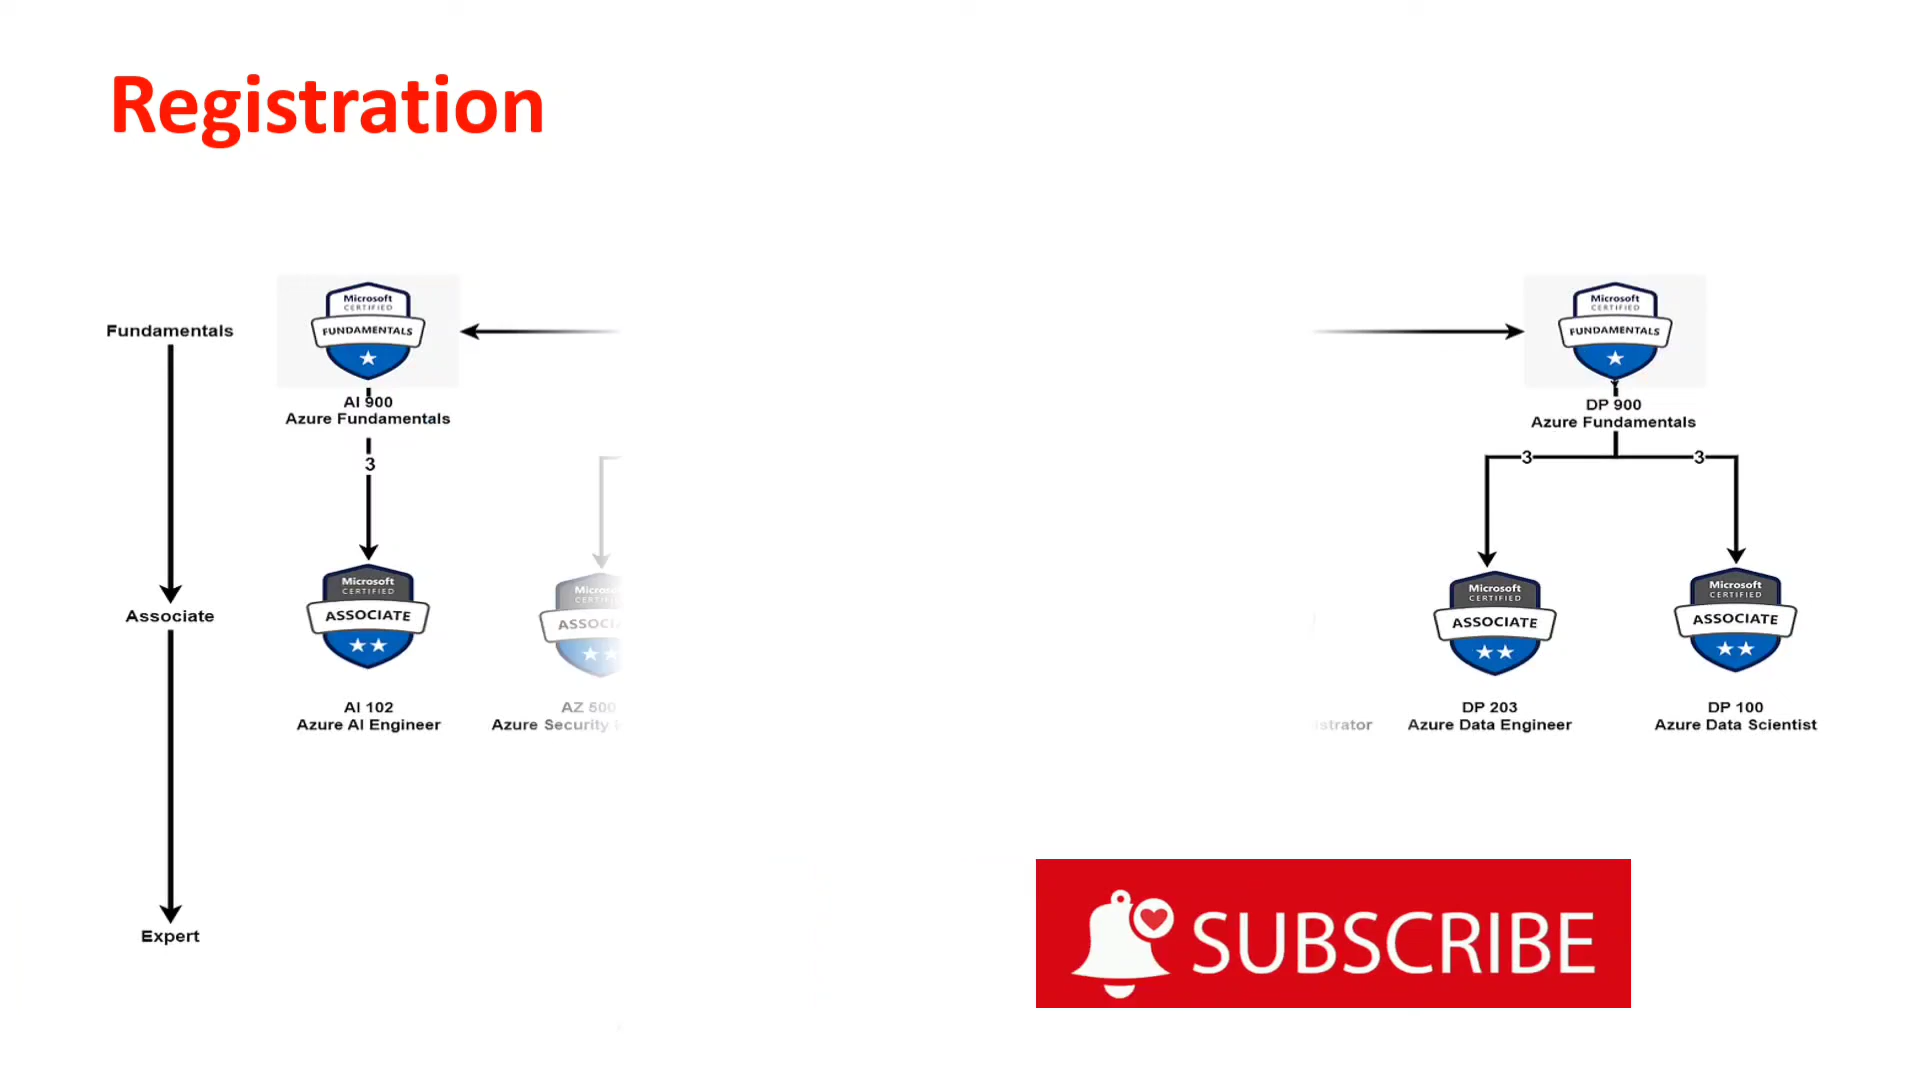 Registration
Fundamentals
Microsoft
CERTIFIED
FUNDAMENTALS
AI 900
Azure Fundamentals
3
Microsoft
CERTIFIED
FUNDAMENTALS
DP 900
Azure Fundamentals
3
3
Associate
Microsoft
CERTIFIED
ASSOCIATE
AI 102
Azure AI Engineer
AZ 500
Azure Security
Microsoft
CERTIFIED
ASSOCIATE
DP 203
Azure Data Engineer
Microsoft
CERTIFIED
ASSOCIATE
DP 100
Azure Data Scientist
Expert
SUBSCRIBE